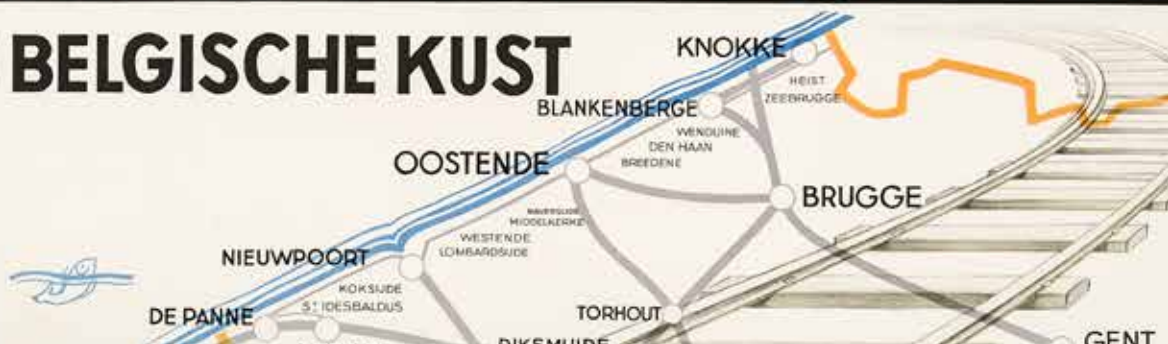 BELGISCHE KUST
KNOKKE
HEIST
ZEEBRUGGE
BLANKENBERGE
WENDUINE
DEN HAAN
BREEDENE
OOSTENDE
BRUGGE
MIDDELKERKE
WESTENDE
LOMBARDSIJDE
NIEUWPOORT
KOKSIJDE
ST IDESBALDUS
DE PANNE
TORHOUT
DIKSMUIDE
GENT